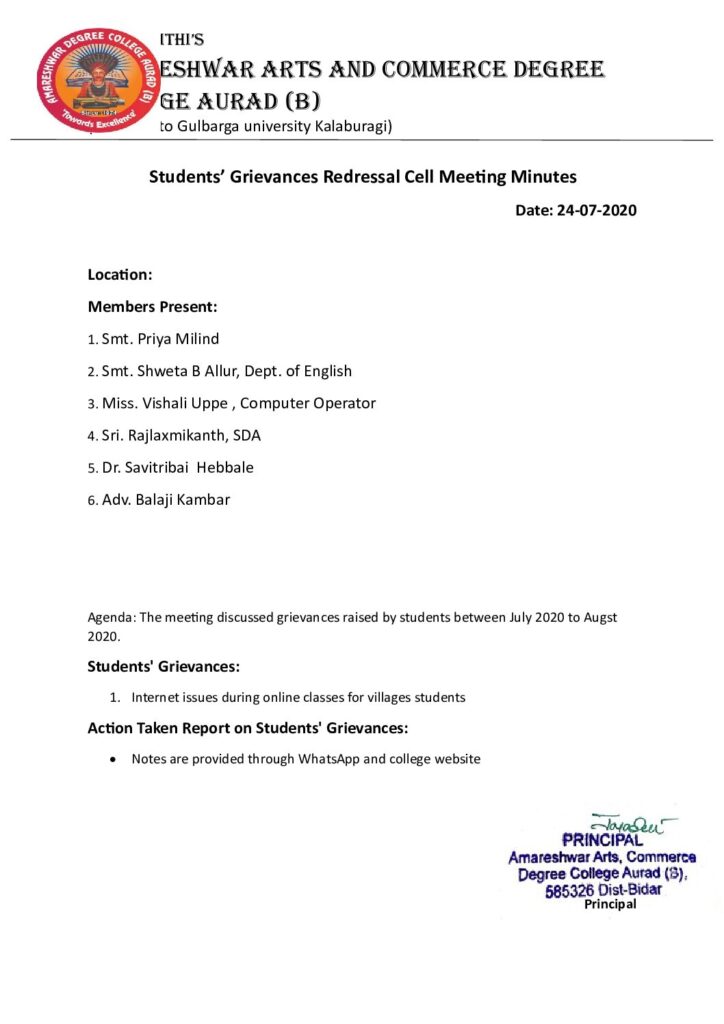 AMARESHWAR DEGREE COLLEGE AURAD (B)
"Towards Excellence"
ITHI'S
ESHWAR ARTS AND COMMERCE DEGREE
GE AURAD (B)
to Gulbarga university Kalaburagi)
Students' Grievances Redressal Cell Meeting Minutes
Date: 24-07-2020
Location:
Members Present:
1. Smt. Priya Milind
2. Smt. Shweta B Allur, Dept. of English
3. Miss. Vishali Uppe , Computer Operator
4. Sri. Rajlaxmikanth, SDA
5. Dr. Savitribai Hebbale
6. Adv. Balaji Kambar
Agenda: The meeting discussed grievances raised by students between July 2020 to Augst
2020.
Students' Grievances:
1. Internet issues during online classes for villages students
Action Taken Report on Students' Grievances:
• Notes are provided through WhatsApp and college website
PRINCIPAL
Amareshwar Arts, Commerce
Degree College Aurad (B),
585326 Dist-Bidar
Principal